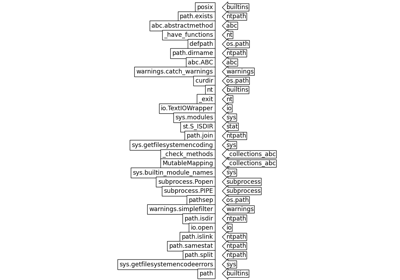 posix builtins
path.exists ntpath
abc.abstractmethod abc
_have_functions nt
defpath os.path
path.dirname ntpath
abc.ABC abc
warnings.catch_warnings warnings
curdir os.path
nt builtins
_exit nt
io.TextIOWrapper io
sys.modules sys
st.S_ISDIR stat
path.join ntpath
sys.getfilesystemencoding sys
_check_methods _collections_abc
MutableMapping _collections_abc
sys.builtin_module_names sys
subprocess.Popen subprocess
subprocess.PIPE subprocess
pathsep os.path
warnings.simplefilter warnings
path.isdir ntpath
io.open io
path.islink ntpath
path.samestat ntpath
path.split ntpath
sys.getfilesystemencodeerrors sys
path builtins